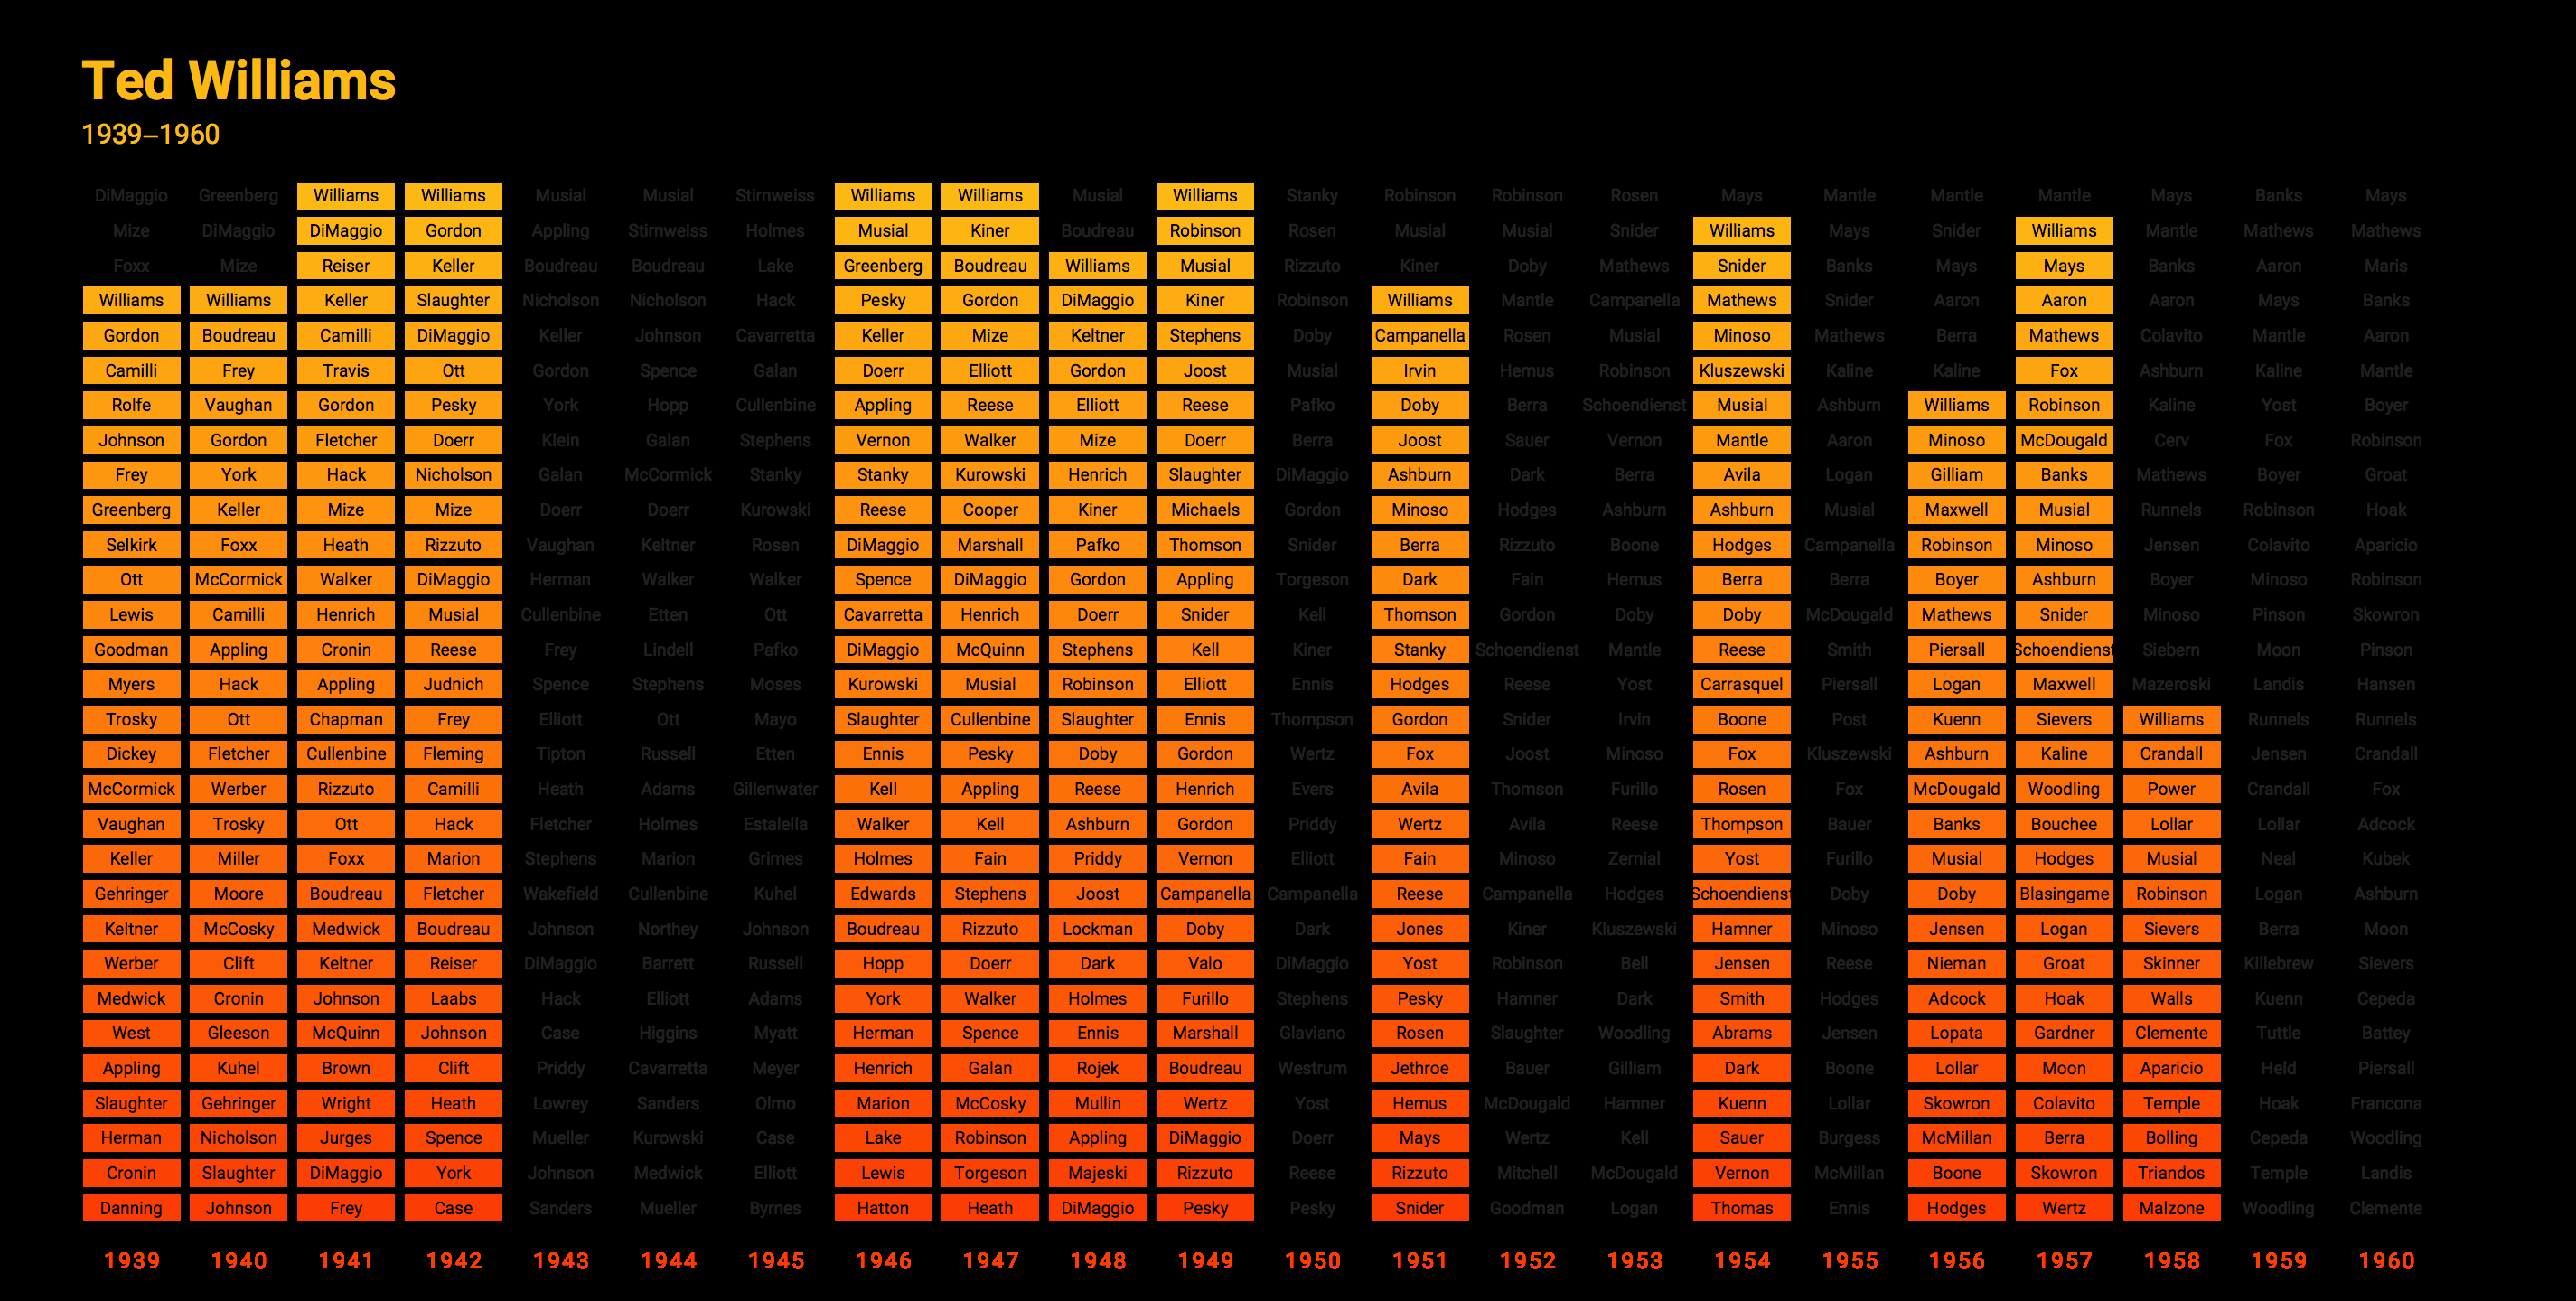 Ted Williams
1939–1960
DiMaggio Greenberg Williams Williams Musial Musial Stirnweiss Williams Williams Musial Williams Stanky Robinson Robinson Rosen Mays Mantle Mantle Mantle Mays Banks Mays
Mize DiMaggio DiMaggio Gordon Appling Stirnweiss Holmes Musial Kiner Boudreau Robinson Rosen Musial Musial Snider Williams Mays Snider Williams Mantle Mathews Mathews
Foxx Mize Reiser Keller Boudreau Boudreau Lake Greenberg Boudreau Williams Musial Rizzuto Kiner Doby Mathews Snider Banks Mays Mays Banks Aaron Maris
Williams Williams Keller Slaughter Nicholson Nicholson Hack Pesky Gordon DiMaggio Kiner Robinson Williams Mantle Campanella Mathews Snider Aaron Aaron Aaron Mays Banks
Gordon Boudreau Camilli DiMaggio Keller Johnson Cavarretta Keller Mize Keltner Stephens Doby Campanella Rosen Musial Minoso Mathews Berra Mathews Colavito Mantle Aaron
Camilli Frey Travis Ott Gordon Spence Galan Doerr Elliott Gordon Joost Musial Irvin Hemus Robinson Kluszewski Kaline Kaline Fox Ashburn Kaline Mantle
Rolfe Vaughan Gordon Pesky York Hopp Cullenbine Appling Reese Elliott Reese Pafko Doby Berra Schoendienst Musial Ashburn Williams Robinson Kaline Yost Boyer
Johnson Gordon Fletcher Doerr Klein Galan Stephens Vernon Walker Mize Doerr Berra Joost Sauer Vernon Mantle Aaron Minoso McDougald Cerv Fox Robinson
Frey York Hack Nicholson Galan McCormick Stanky Stanky Kurowski Henrich Slaughter DiMaggio Ashburn Dark Berra Avila Logan Gilliam Banks Mathews Boyer Groat
Greenberg Keller Mize Mize Doerr Doerr Kurowski Reese Cooper Kiner Michaels Gordon Minoso Hodges Ashburn Ashburn Musial Maxwell Musial Runnels Robinson Hoak
Selkirk Foxx Heath Rizzuto Vaughan Keltner Rosen DiMaggio Marshall Pafko Thomson Snider Berra Rizzuto Boone Hodges Campanella Robinson Minoso Jensen Colavito Aparicio
Ott McCormick Walker DiMaggio Herman Walker Walker Spence DiMaggio Gordon Appling Torgeson Dark Fain Hemus Berra Berra Boyer Ashburn Boyer Minoso Robinson
Lewis Camilli Henrich Musial Cullenbine Etten Ott Cavarretta Henrich Doerr Snider Kell Thomson Gordon Doby Doby McDougald Mathews Snider Minoso Pinson Skowron
Goodman Appling Cronin Reese Frey Lindell Pafko DiMaggio McQuinn Stephens Kell Kiner Stanky Schoendienst Mantle Reese Smith Piersall Schoendienst Siebern Moon Pinson
Myers Hack Appling Judnich Spence Stephens Moses Kurowski Musial Robinson Elliott Ennis Hodges Reese Yost Carrasquel Piersall Logan Maxwell Mazeroski Landis Hansen
Trosky Ott Chapman Frey Elliott Ott Mayo Slaughter Cullenbine Slaughter Ennis Thompson Gordon Snider Irvin Boone Post Kuenn Sievers Williams Runnels Runnels
Dickey Fletcher Cullenbine Fleming Tipton Russell Etten Ennis Pesky Doby Gordon Wertz Fox Joost Minoso Fox Kluszewski Ashburn Kaline Crandall Jensen Crandall
McCormick Werber Rizzuto Camilli Heath Adams Gillenwater Kell Appling Reese Henrich Evers Avila Thomson Furillo Rosen Fox McDougald Woodling Power Crandall Fox
Vaughan Trosky Ott Hack Fletcher Holmes Estalella Walker Kell Ashburn Gordon Priddy Wertz Avila Reese Thompson Bauer Banks Bouchee Lollar Lollar Adcock
Keller Miller Foxx Marion Stephens Marion Grimes Holmes Fain Priddy Vernon Elliott Fain Minoso Zernial Yost Furillo Musial Hodges Musial Neal Kubek
Gehringer Moore Boudreau Fletcher Wakefield Cullenbine Kuhel Edwards Stephens Joost Campanella Campanella Reese Campanella Hodges Schoendienst Doby Doby Blasingame Robinson Logan Ashburn
Keltner McCosky Medwick Boudreau Johnson Northey Johnson Boudreau Rizzuto Lockman Doby Dark Jones Kiner Kluszewski Hamner Minoso Jensen Logan Sievers Berra Moon
Werber Clift Keltner Reiser DiMaggio Barrett Russell Hopp Doerr Dark Valo DiMaggio Yost Robinson Bell Jensen Reese Nieman Groat Skinner Killebrew Sievers
Medwick Cronin Johnson Laabs Hack Elliott Adams York Walker Holmes Furillo Stephens Pesky Hamner Dark Smith Hodges Adcock Hoak Walls Kuenn Cepeda
West Gleeson McQuinn Johnson Case Higgins Myatt Herman Spence Ennis Marshall Glaviano Rosen Slaughter Woodling Abrams Jensen Lopata Gardner Clemente Tuttle Battey
Appling Kuhel Brown Clift Priddy Cavarretta Meyer Henrich Galan Rojek Boudreau Westrum Jethroe Bauer Gilliam Dark Boone Lollar Moon Aparicio Held Piersall
Slaughter Gehringer Wright Heath Lowrey Sanders Olmo Marion McCosky Mullin Wertz Yost Hemus McDougald Hamner Kuenn Lollar Skowron Colavito Temple Hoak Francona
Herman Nicholson Jurges Spence Mueller Kurowski Case Lake Robinson Appling DiMaggio Doerr Mays Wertz Kell Sauer Burgess McMillan Berra Bolling Cepeda Woodling
Cronin Slaughter DiMaggio York Johnson Medwick Elliott Lewis Torgeson Majeski Rizzuto Reese Rizzuto Mitchell McDougald Vernon McMillan Boone Skowron Triandos Temple Landis
Danning Johnson Frey Case Sanders Mueller Byrnes Hatton Heath DiMaggio Pesky Pesky Snider Goodman Logan Thomas Ennis Hodges Wertz Malzone Woodling Clemente
1939 1940 1941 1942 1943 1944 1945 1946 1947 1948 1949 1950 1951 1952 1953 1954 1955 1956 1957 1958 1959 1960